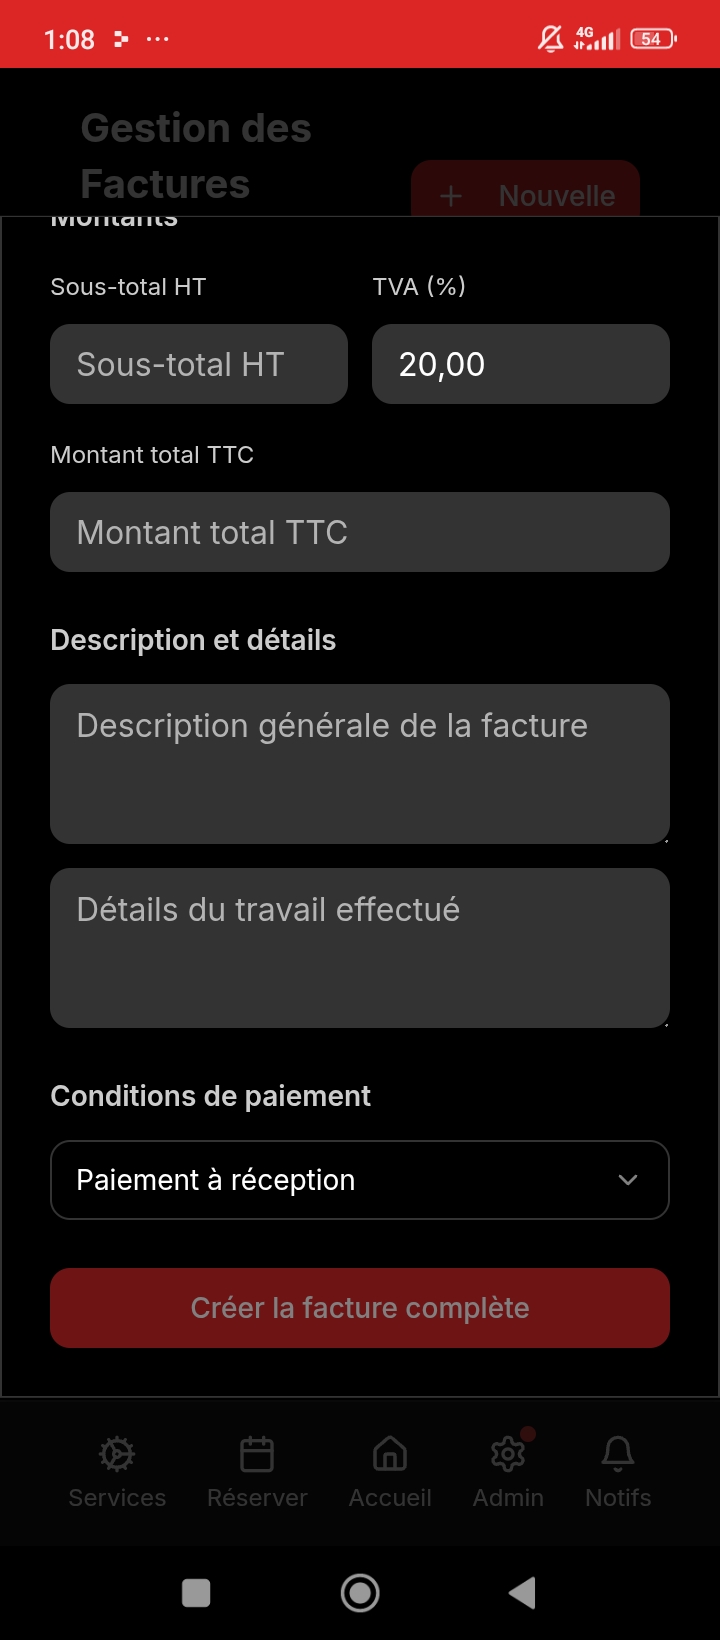 1:08
4G
54
Gestion des
Factures
Nouvelle
Montants
Sous-total HT
TVA (%)
Sous-total HT
20,00
Montant total TTC
Montant total TTC
Description et détails
Description générale de la facture
Détails du travail effectué
Conditions de paiement
Paiement à réception
Créer la facture complète
Services
Réserver
Accueil
Admin
Notifs